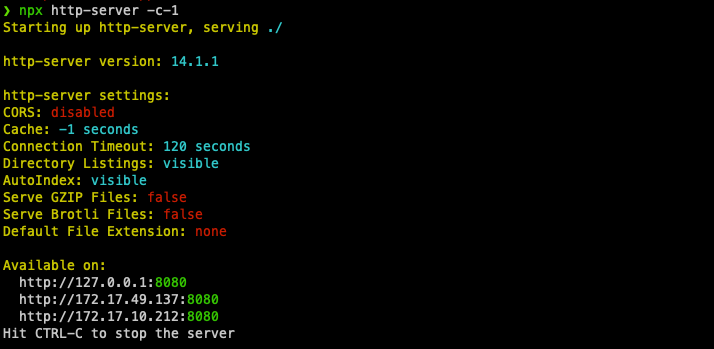 ❯ npx http-server -c-1
Starting up http-server, serving ./
http-server version: 14.1.1
http-server settings:
CORS: disabled
Cache: -1 seconds
Connection Timeout: 120 seconds
Directory Listings: visible
AutoIndex: visible
Serve GZIP Files: false
Serve Brotli Files: false
Default File Extension: none
Available on:
http://127.0.0.1:8080
http://172.17.49.137:8080
http://172.17.10.212:8080
Hit CTRL-C to stop the server